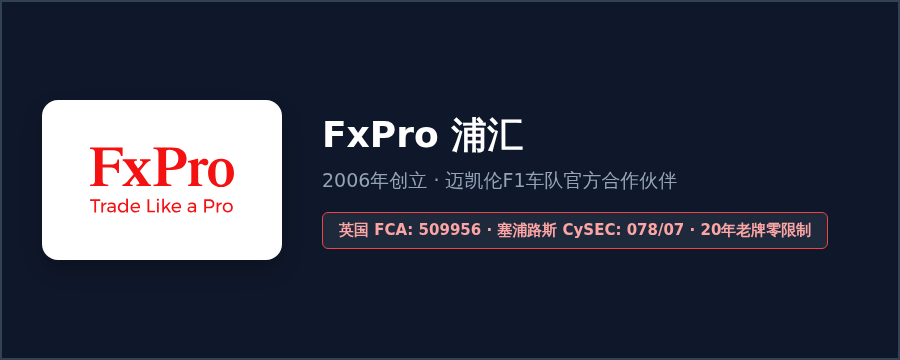 FxPro
Trade Like a Pro
FxPro 浦汇
2006年创立 · 迈凯伦F1车队官方合作伙伴
英国 FCA: 509956 · 塞浦路斯 CySEC: 078/07 · 20年老牌零限制